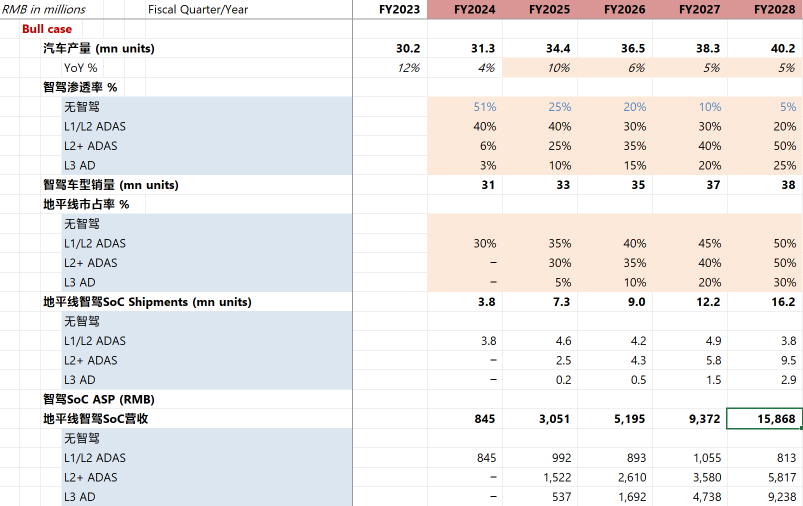 RMB in millions Fiscal Quarter/Year FY2023 FY2024 FY2025 FY2026 FY2027 FY2028
Bull case
汽车产量 (mn units) 30.2 31.3 34.4 36.5 38.3 40.2
YoY % 12% 4% 10% 6% 5% 5%
智驾渗透率 %
无智驾 51% 25% 20% 10% 5%
L1/L2 ADAS 40% 40% 30% 30% 20%
L2+ ADAS 6% 25% 35% 40% 50%
L3 AD 3% 10% 15% 20% 25%
智驾车型销量 (mn units) 31 33 35 37 38
地平线市占率 %
无智驾
L1/L2 ADAS 30% 35% 40% 45% 50%
L2+ ADAS – 30% 35% 40% 50%
L3 AD – 5% 10% 20% 30%
地平线智驾SoC Shipments (mn units) 3.8 7.3 9.0 12.2 16.2
无智驾
L1/L2 ADAS 3.8 4.6 4.2 4.9 3.8
L2+ ADAS – 2.5 4.3 5.8 9.5
L3 AD – 0.2 0.5 1.5 2.9
智驾SoC ASP (RMB)
地平线智驾SoC营收 845 3,051 5,195 9,372 15,868
无智驾
L1/L2 ADAS 845 992 893 1,055 813
L2+ ADAS – 1,522 2,610 3,580 5,817
L3 AD – 537 1,692 4,738 9,238